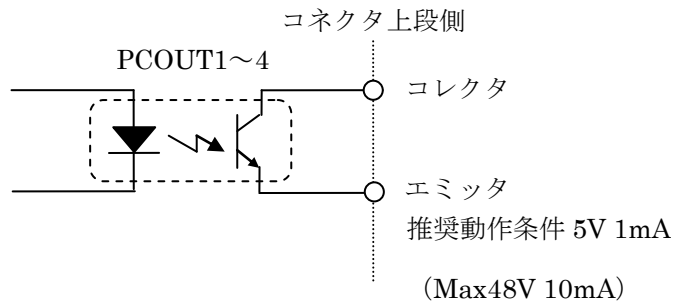 コネクタ上段側
PCOUT1～4
コレクタ
エミッタ
推奨動作条件 5V 1mA
（Max48V 10mA）